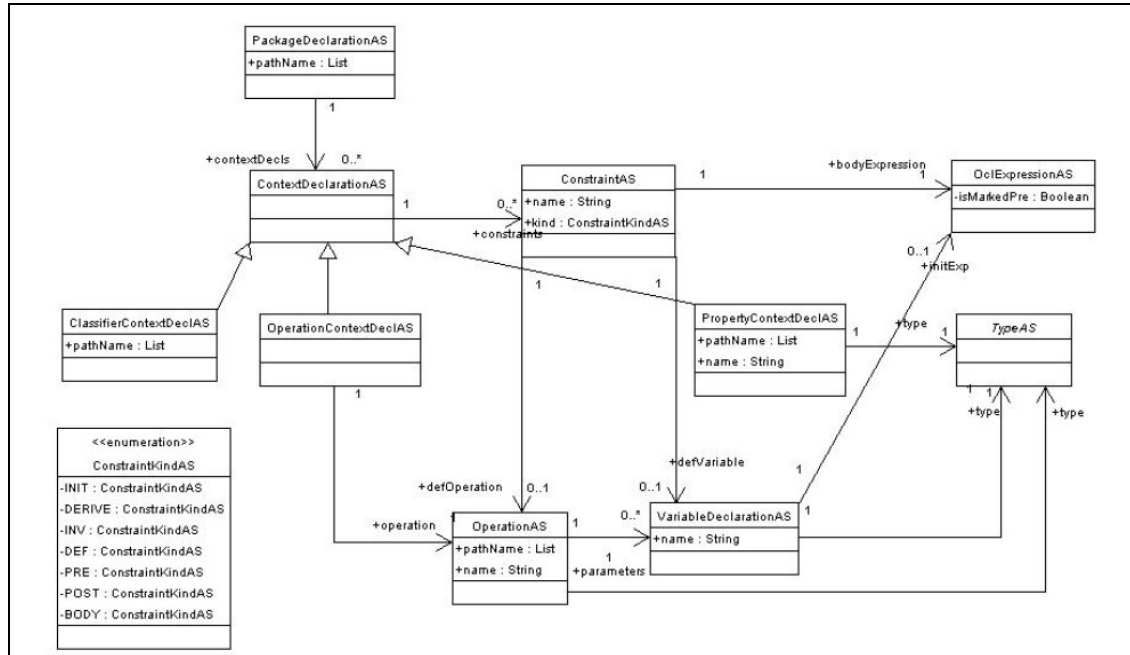 PackageDeclarationAS
+pathName : List
1
+contextDecls
0..*
ContextDeclarationAS
1
0..*
+constraints
ConstraintAS
+name : String
+kind : ConstraintKindAS
1
+bodyExpression
1
OclExpressionAS
-isMarkedPre : Boolean
0..1
+initExp
1
1
ClassifierContextDeclAS
+pathName : List
OperationContextDeclAS
1
PropertyContextDeclAS
+pathName : List
+name : String
1
+type
1
TypeAS
1
1
+type
+type
<<enumeration>>
ConstraintKindAS
-INIT : ConstraintKindAS
-DERIVE : ConstraintKindAS
-INV : ConstraintKindAS
-DEF : ConstraintKindAS
-PRE : ConstraintKindAS
-POST : ConstraintKindAS
-BODY : ConstraintKindAS
+defOperation
0..1
+defVariable
0..1
+operation
1
OperationAS
+pathName : List
+name : String
1
0..*
1
+parameters
VariableDeclarationAS
+name : String
1
1